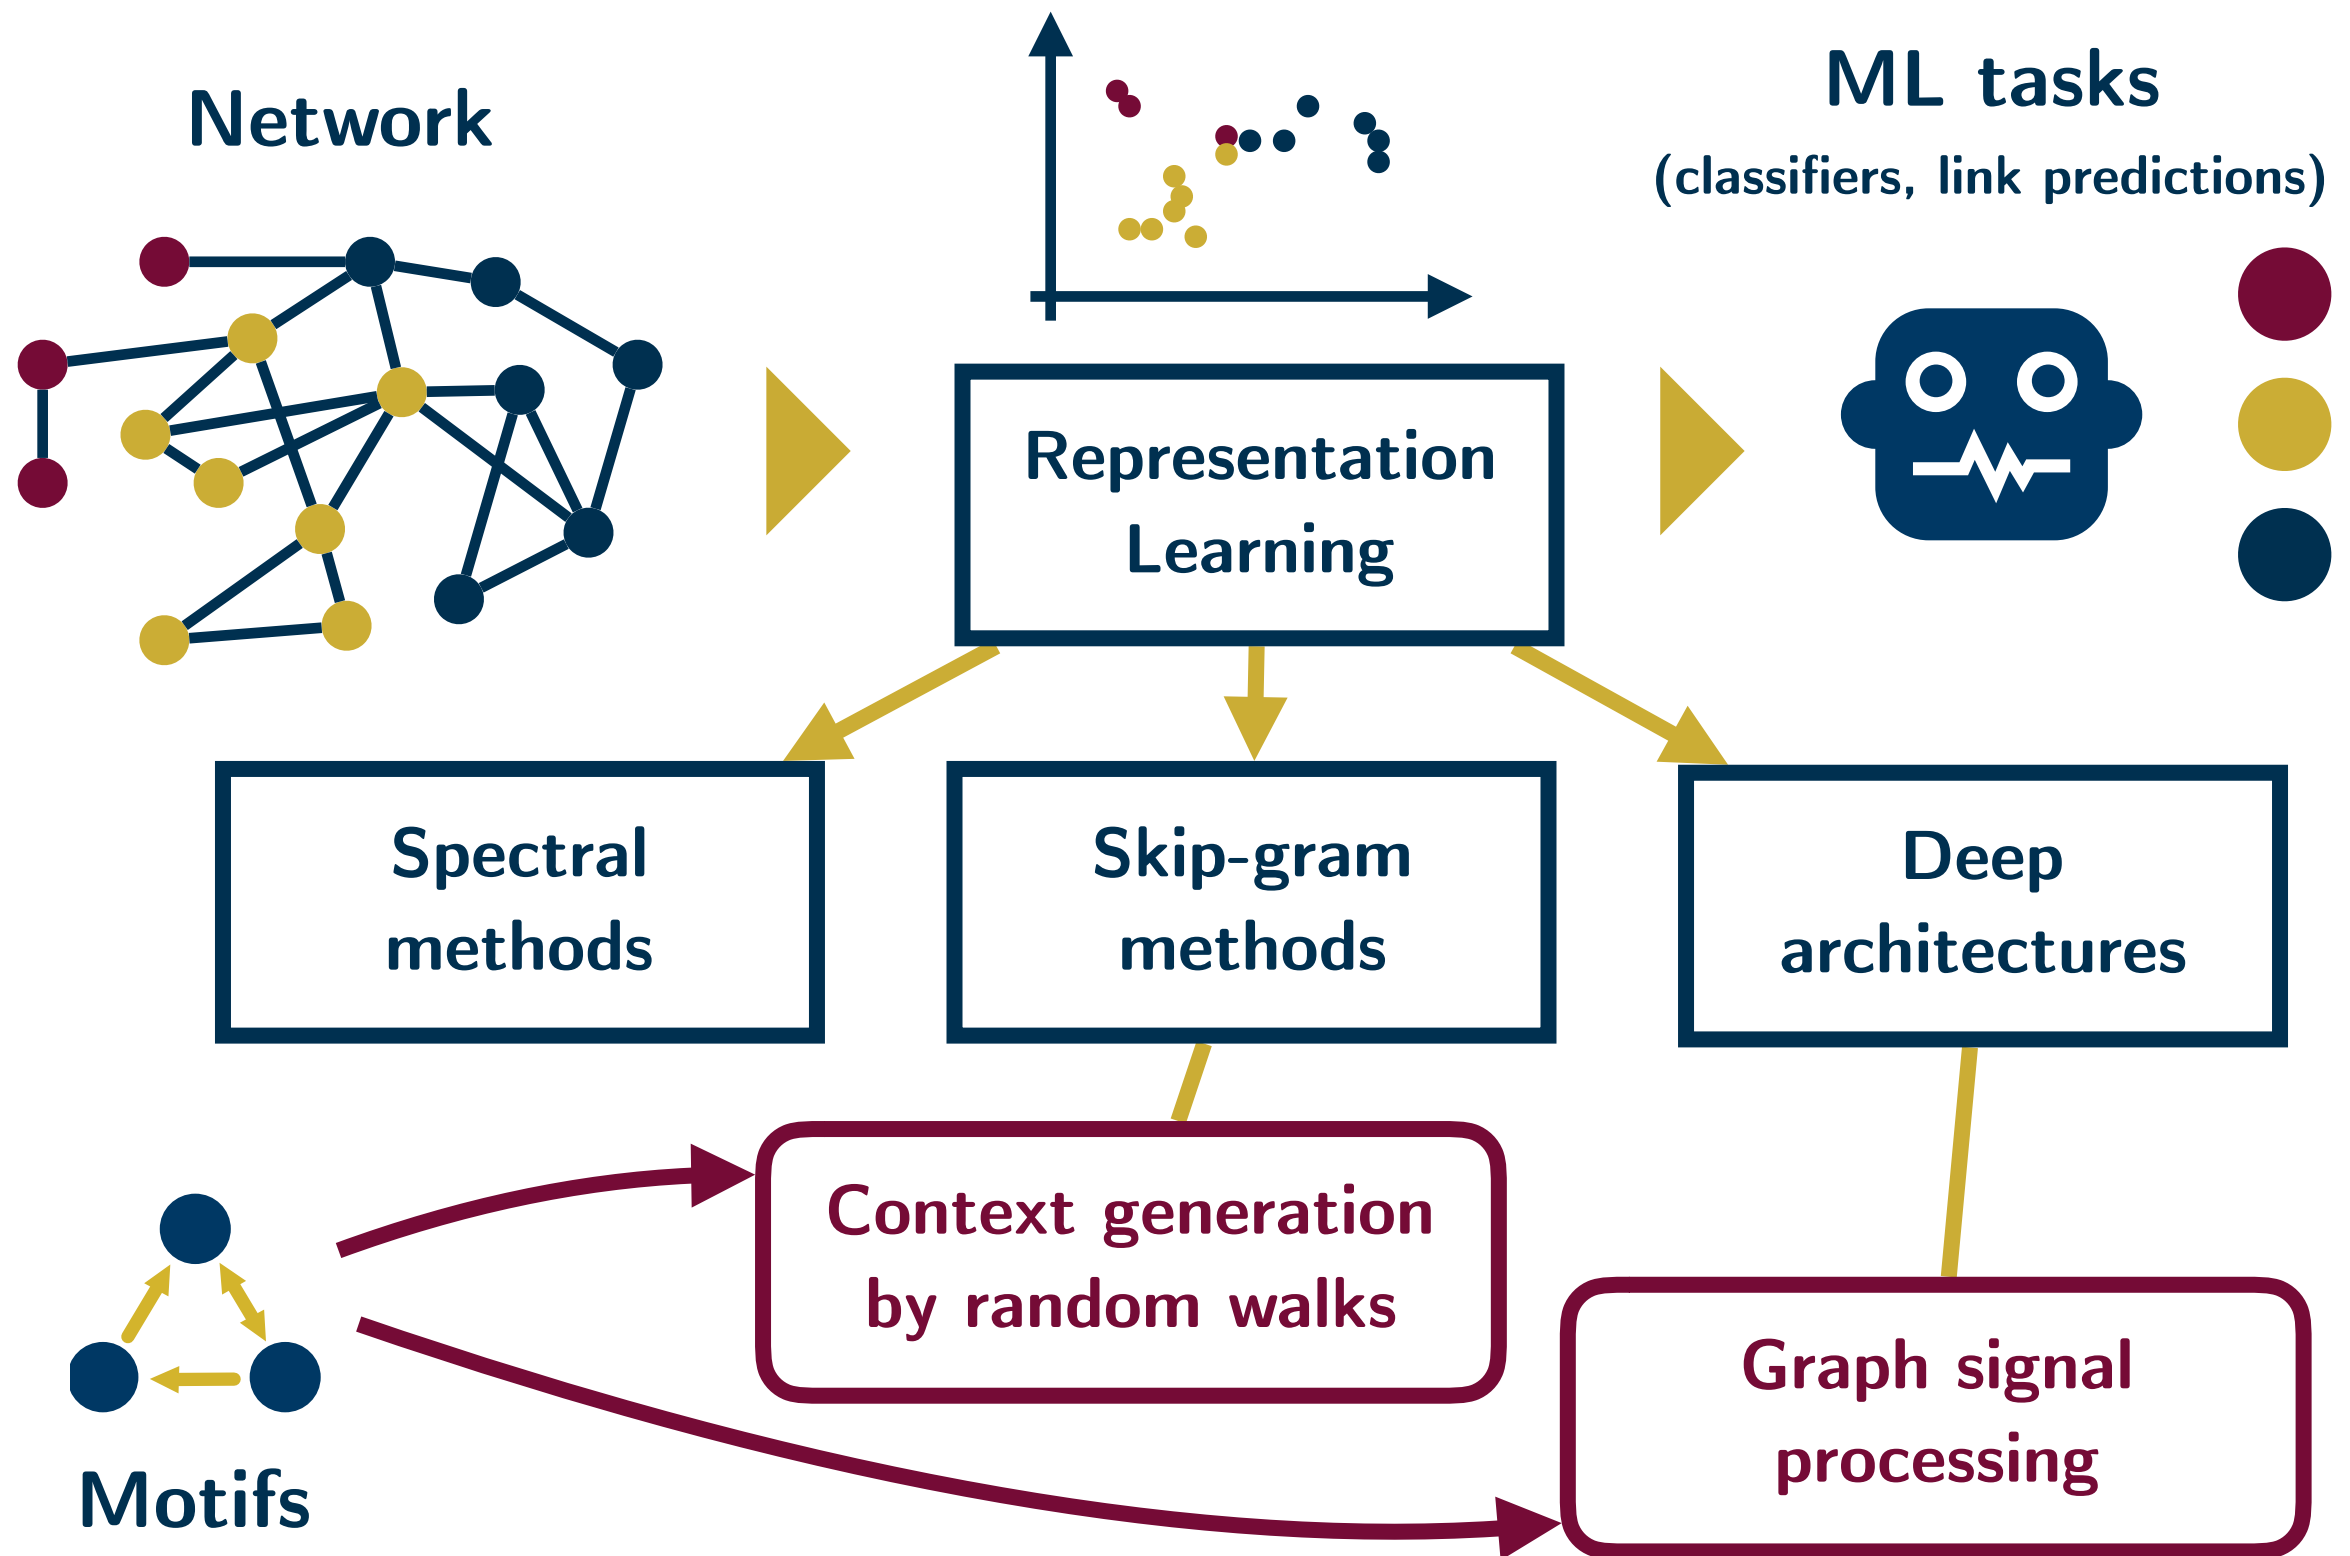 Network
ML tasks
(classifiers, link predictions)
Representation
Learning
Spectral
methods
Skip-gram
methods
Deep
architectures
Context generation
by random walks
Graph signal
processing
Motifs